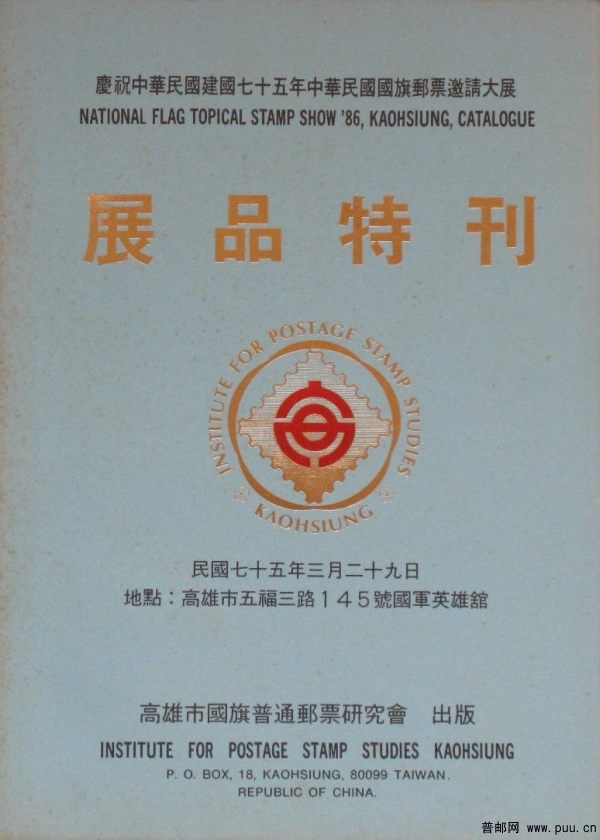 慶祝中華民國建國七十五年中華民國國旗郵票邀請大展
NATIONAL FLAG TOPICAL STAMP SHOW '86, KAOHSIUNG, CATALOGUE
展品特刊
INSTITUTE FOR POSTAGE STAMP STUDIES
KAOHSIUNG
民國七十五年三月二十九日
地點：高雄市五福三路145號國軍英雄舘
高雄市國旗普通郵票研究會 出版
INSTITUTE FOR POSTAGE STAMP STUDIES KAOHSIUNG
P. O. BOX, 18, KAOHSIUNG, 80099 TAIWAN.
REPUBLIC OF CHINA.
普邮网 www.puu.cn